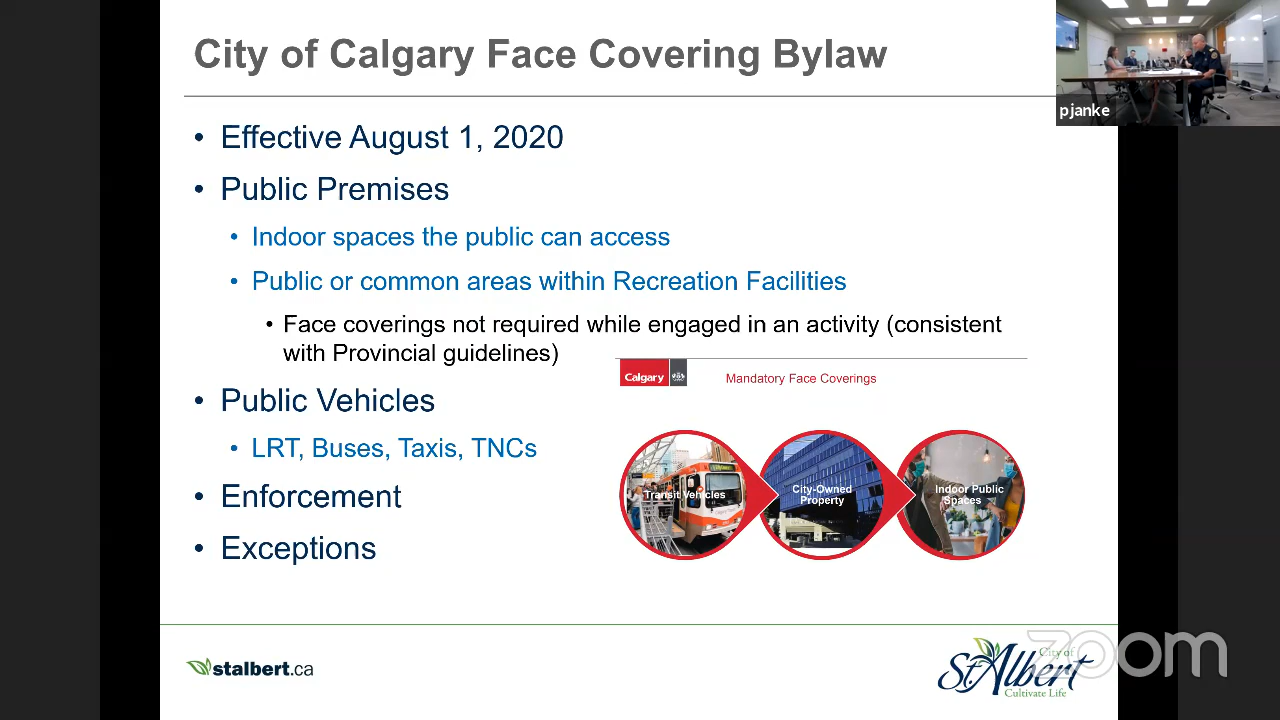 City of Calgary Face Covering Bylaw
pjanke
• Effective August 1, 2020
• Public Premises
• Indoor spaces the public can access
• Public or common areas within Recreation Facilities
• Face coverings not required while engaged in an activity (consistent
with Provincial guidelines)
Calgary
Mandatory Face Coverings
• Public Vehicles
• LRT, Buses, Taxis, TNCs
• Enforcement
• Exceptions
Transit Vehicles
City-Owned
Property
Indoor Public
Spaces
stalbert.ca
City of
St. Albert
Cultivate Life
zoom